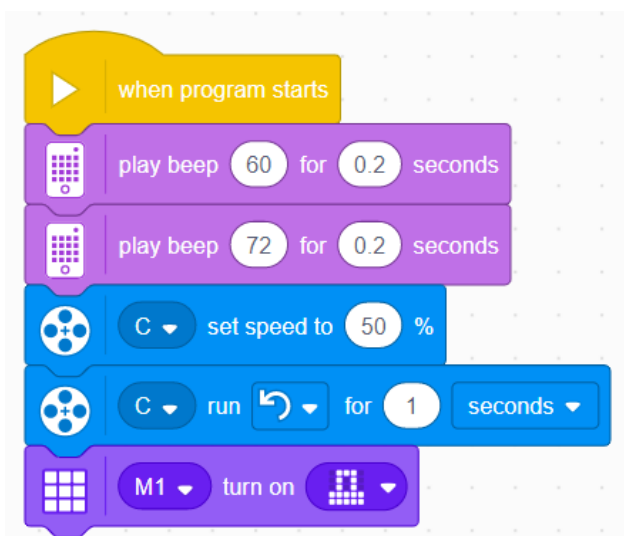 when program starts
play beep 60 for 0.2 seconds
play beep 72 for 0.2 seconds
C set speed to 50 %
C run for 1 seconds
M1 turn on